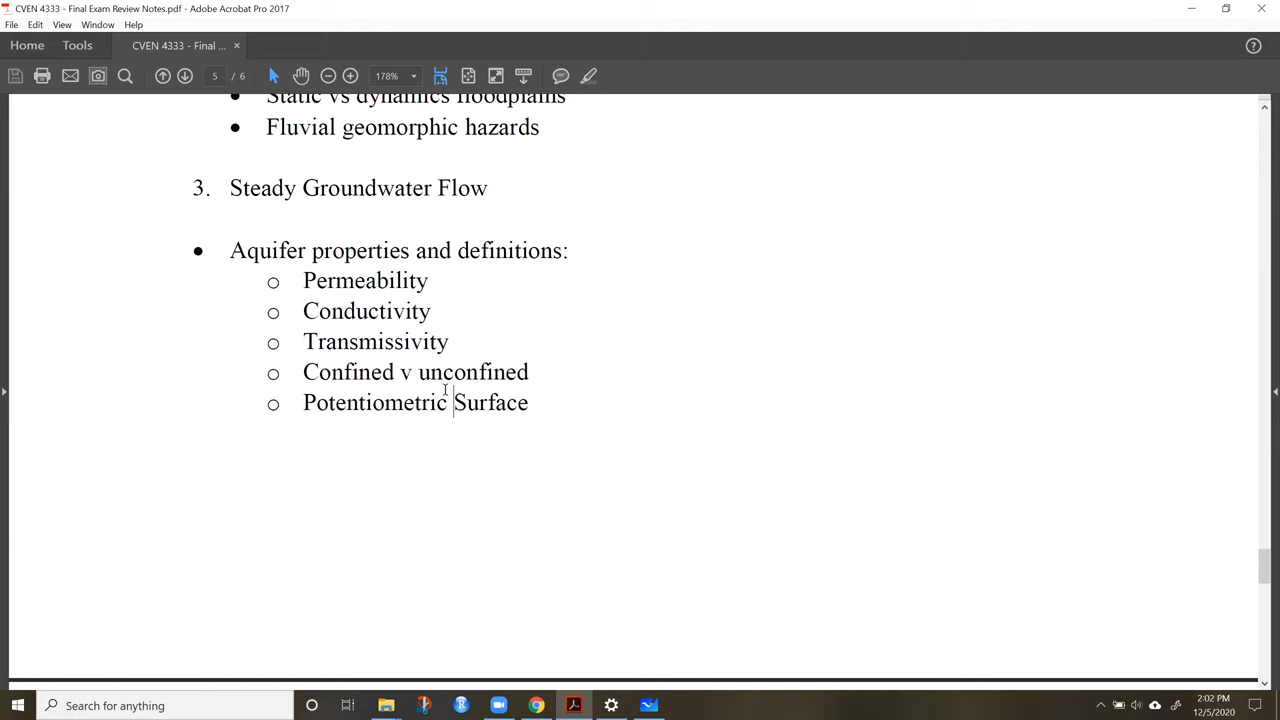 CVEN 4333 - Final Exam Review Notes.pdf - Adobe Acrobat Pro 2017
File Edit View Window Help
Home Tools CVEN 4333 - Final ... ×
5 / 6 178%
• Static vs dynamics floodplains
• Fluvial geomorphic hazards
3. Steady Groundwater Flow
• Aquifer properties and definitions:
o Permeability
o Conductivity
o Transmissivity
o Confined v unconfined
o Potentiometric Surface
Search for anything
2:02 PM
12/5/2020